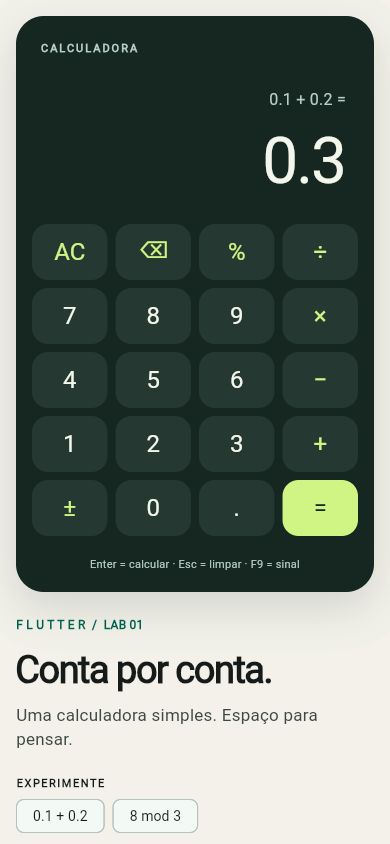 CALCULADORA
0.1 + 0.2 =
0.3
AC ⌫ % ÷
7 8 9 ×
4 5 6 −
1 2 3 +
± 0 . =
Enter = calcular · Esc = limpar · F9 = sinal
FLUTTER / LAB 01
Conta por conta.
Uma calculadora simples. Espaço para
pensar.
EXPERIMENTE
0.1 + 0.2 8 mod 3